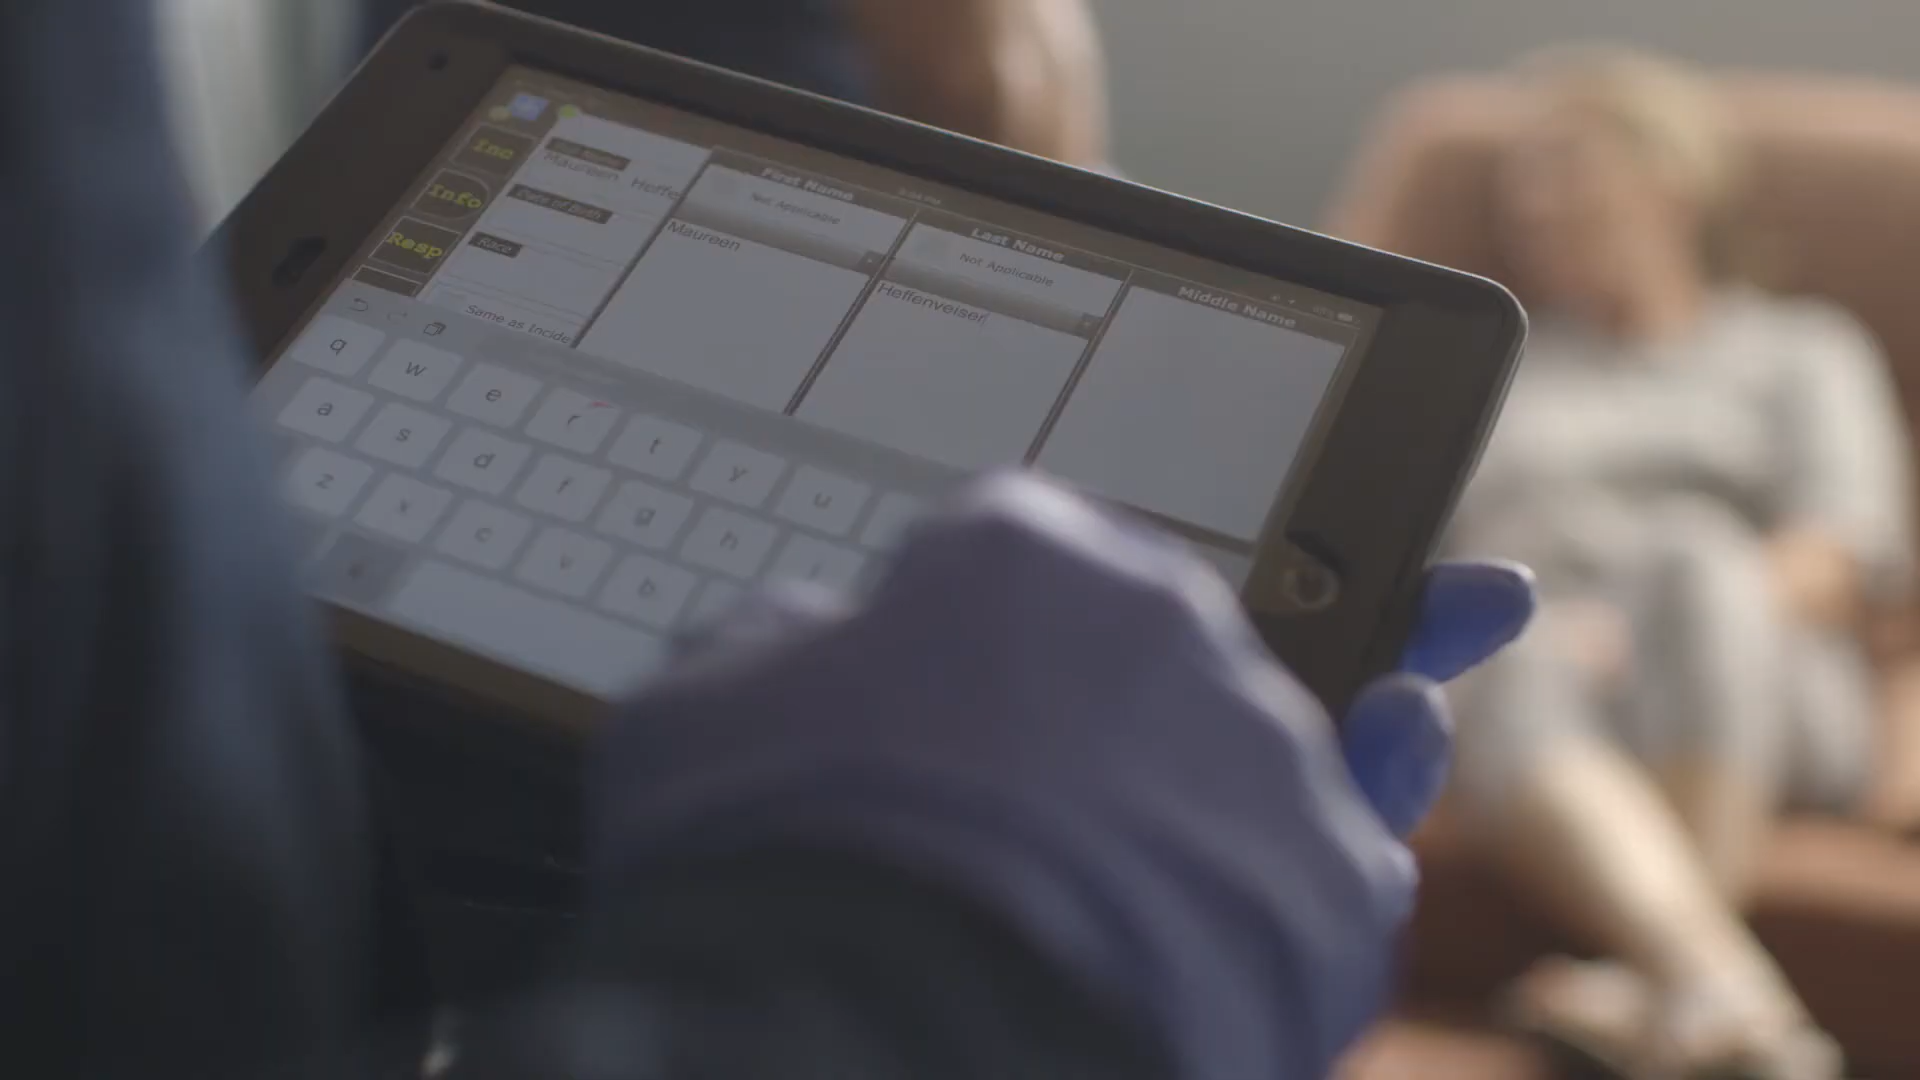 Inc
Info
Resp
Maureen Heffe
Date of Birth
Race
Same as Incide
First Name
Not Applicable
Maureen
Last Name
Not Applicable
Heffenveiser
Middle Name
q w e r t y u
a s d f g h
z x c v b